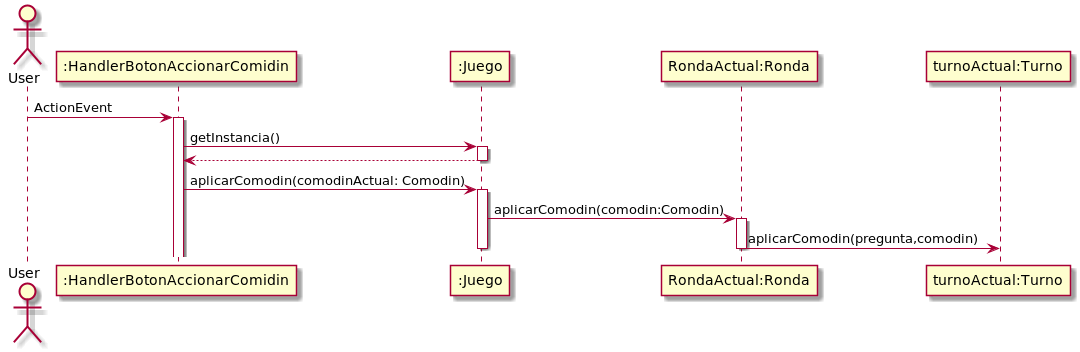 User
:HandlerBotonAccionarComidin
:Juego
RondaActual:Ronda
turnoActual:Turno
ActionEvent
getInstancia()
aplicarComodin(comodinActual: Comodin)
aplicarComodin(comodin:Comodin)
aplicarComodin(pregunta,comodin)
User
:HandlerBotonAccionarComidin
:Juego
RondaActual:Ronda
turnoActual:Turno